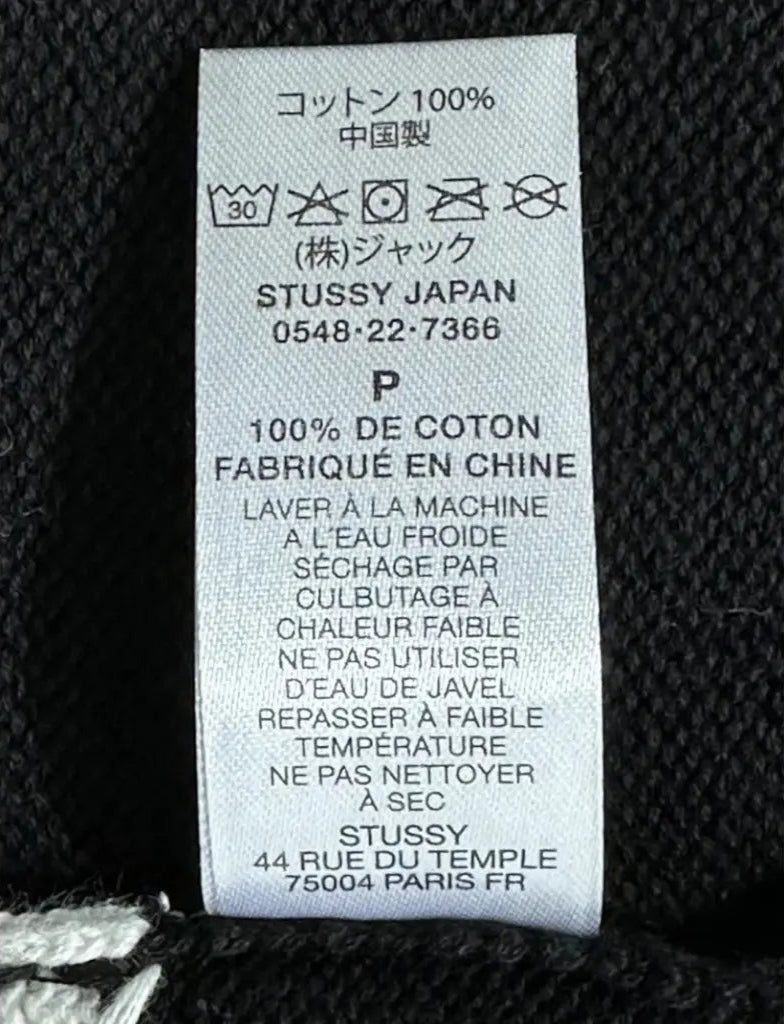 コットン 100%
中国製
30
(株)ジャック
STUSSY JAPAN
0548·22·7366
P
100% DE COTON
FABRIQUÉ EN CHINE
LAVER À LA MACHINE
A L'EAU FROIDE
SÉCHAGE PAR
CULBUTAGE À
CHALEUR FAIBLE
NE PAS UTILISER
D'EAU DE JAVEL
REPASSER À FAIBLE
TEMPÉRATURE
NE PAS NETTOYER
À SEC
STUSSY
44 RUE DU TEMPLE
75004 PARIS FR